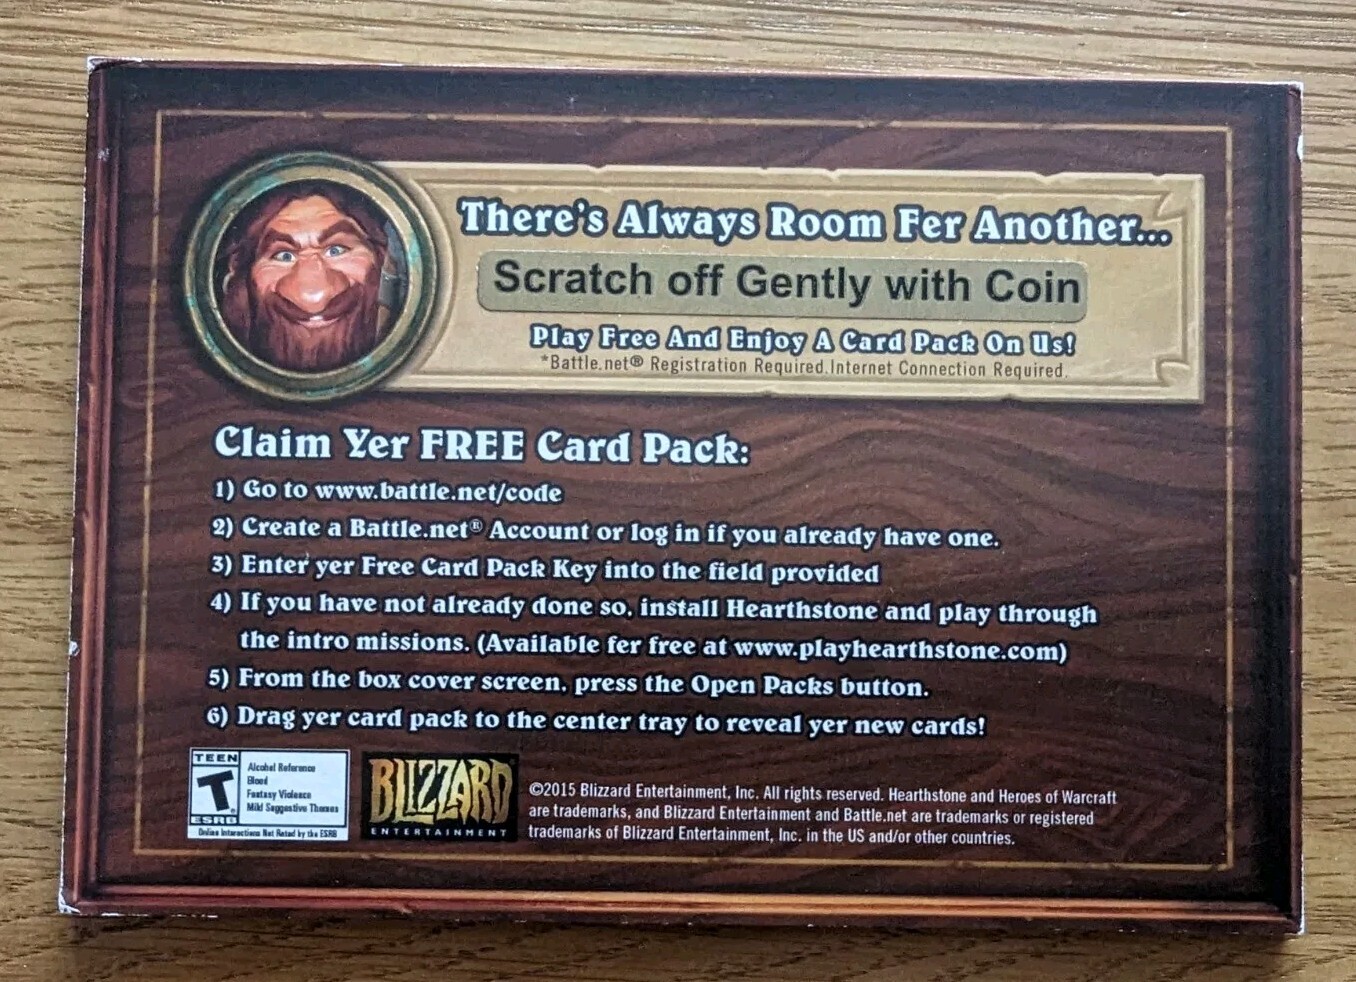 There's Always Room Fer Another...
Scratch off Gently with Coin
Play Free And Enjoy A Card Pack On Us!
*Battle.net® Registration Required.Internet Connection Required.
Claim Yer FREE Card Pack:
1) Go to www.battle.net/code
2) Create a Battle.net® Account or log in if you already have one.
3) Enter yer Free Card Pack Key into the field provided
4) If you have not already done so, install Hearthstone and play through
the intro missions. (Available fer free at www.playhearthstone.com)
5) From the box cover screen, press the Open Packs button.
6) Drag yer card pack to the center tray to reveal yer new cards!
TEEN
T
ESRB
Alcohol Reference
Blood
Fantasy Violence
Mild Suggestive Themes
Online Interactions Not Rated by the ESRB
BLIZZARD
ENTERTAINMENT
©2015 Blizzard Entertainment, Inc. All rights reserved. Hearthstone and Heroes of Warcraft
are trademarks, and Blizzard Entertainment and Battle.net are trademarks or registered
trademarks of Blizzard Entertainment, Inc. in the US and/or other countries.